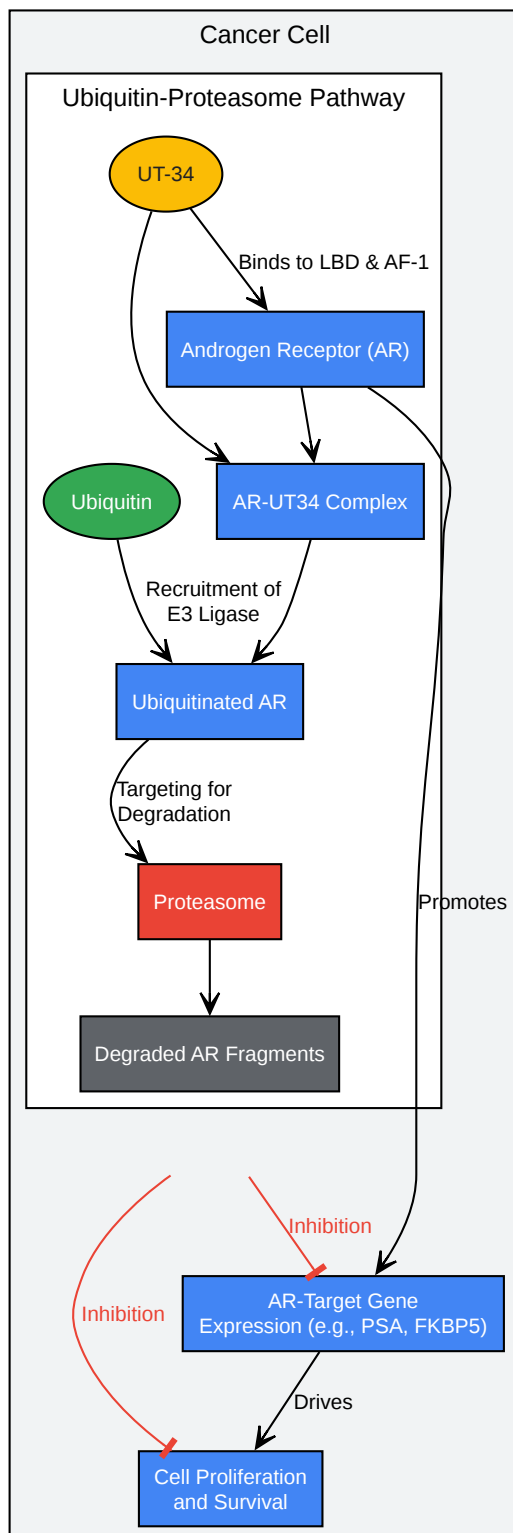 Cancer Cell
Ubiquitin-Proteasome Pathway
UT-34
Binds to LBD & AF-1
Androgen Receptor (AR)
Ubiquitin
AR-UT34 Complex
Recruitment of
E3 Ligase
Ubiquitinated AR
Targeting for
Degradation
Proteasome
Promotes
Degraded AR Fragments
Inhibition
AR-Target Gene
Expression (e.g., PSA, FKBP5)
Inhibition
Drives
Cell Proliferation
and Survival